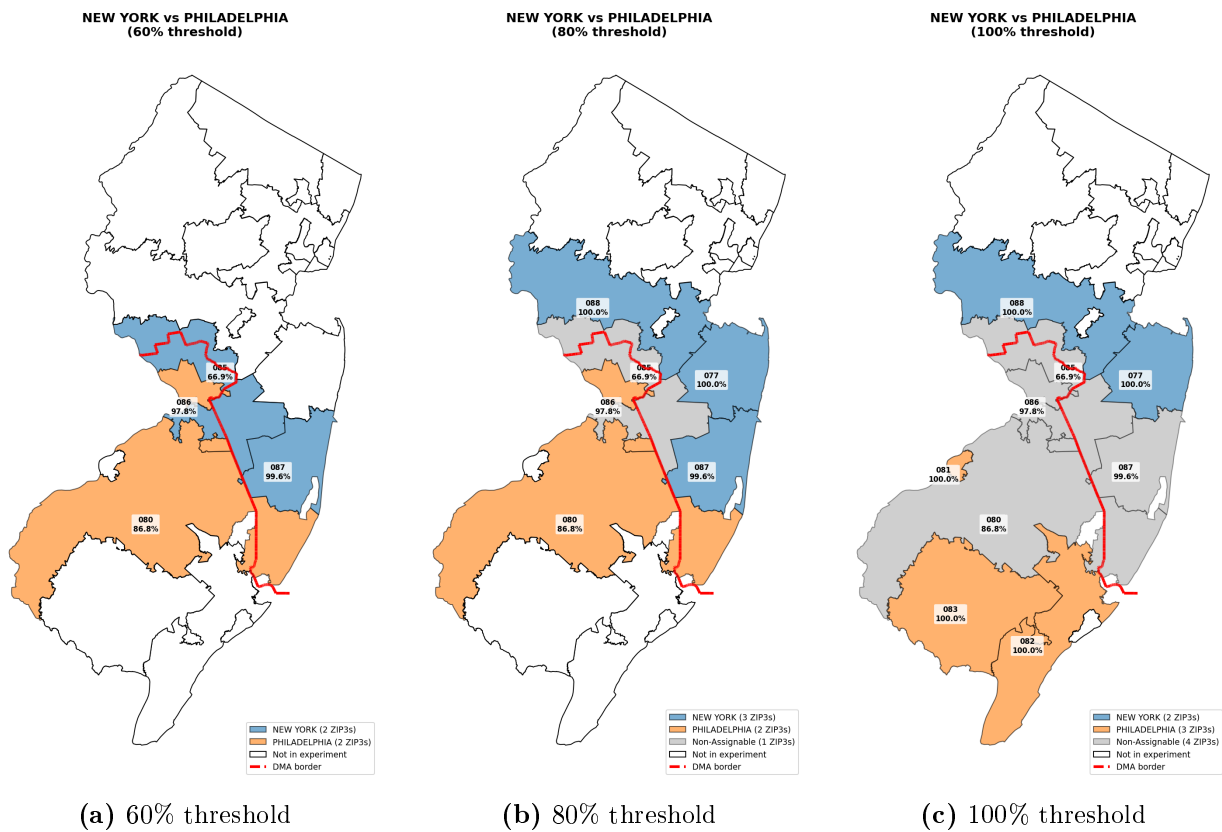 NEW YORK vs PHILADELPHIA
(60% threshold)
085
66.9%
086
97.8%
087
99.6%
080
86.8%
NEW YORK (2 ZIP3s)
PHILADELPHIA (2 ZIP3s)
Not in experiment
DMA border
(a) 60% threshold
NEW YORK vs PHILADELPHIA
(80% threshold)
088
100.0%
085
66.9%
077
100.0%
086
97.8%
087
99.6%
080
86.8%
NEW YORK (3 ZIP3s)
PHILADELPHIA (2 ZIP3s)
Non-Assignable (1 ZIP3s)
Not in experiment
DMA border
(b) 80% threshold
NEW YORK vs PHILADELPHIA
(100% threshold)
088
100.0%
085
66.9%
077
100.0%
086
97.8%
081
100.0%
087
99.6%
080
86.8%
083
100.0%
082
100.0%
NEW YORK (2 ZIP3s)
PHILADELPHIA (3 ZIP3s)
Non-Assignable (4 ZIP3s)
Not in experiment
DMA border
(c) 100% threshold